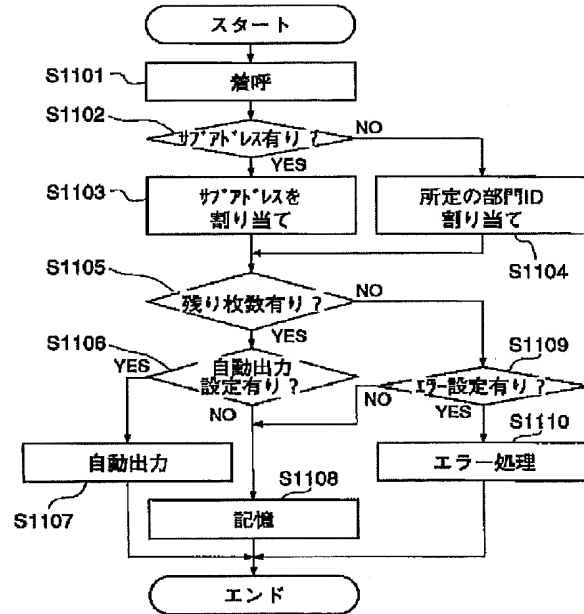 スタート
S1101
着呼
S1102
ｻﾌﾞｱﾄﾞﾚｽ有り？
NO
YES
S1103
ｻﾌﾞｱﾄﾞﾚｽを
割り当て
所定の部門ID
割り当て
S1104
S1105
残り枚数有り？
NO
YES
S1106
YES
自動出力
設定有り？
NO
S1109
ｴﾗｰ設定有り？
NO
YES
S1110
自動出力
エラー処理
S1107
S1108
記憶
エンド